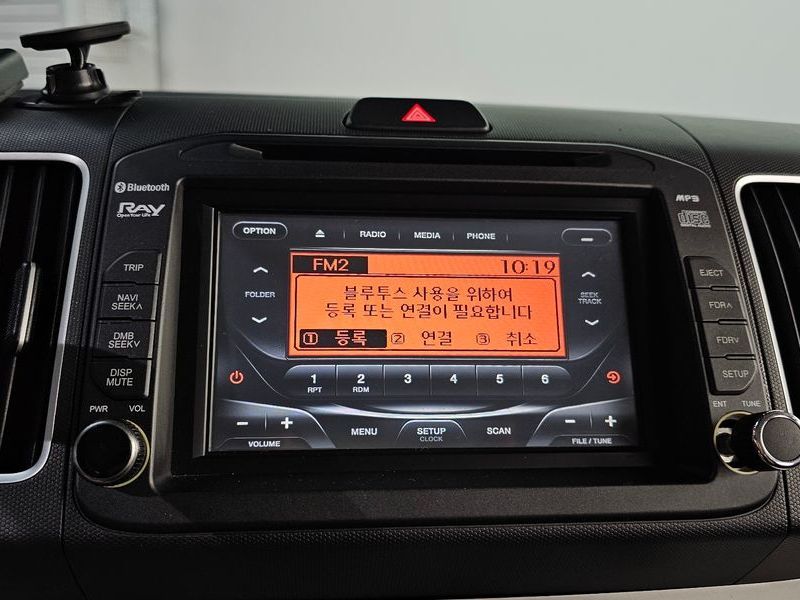 Bluetooth
RAY
Open Your Life
MP3
disc
DIGITAL AUDIO
TRIP
NAVI
SEEK∧
DMB
SEEK∨
DISP
MUTE
PWR VOL
OPTION
RADIO
MEDIA
PHONE
FM2
10:19
블루투스 사용을 위하여
등록 또는 연결이 필요합니다
① 등록 ② 연결 ③ 취소
FOLDER
SEEK
TRACK
1 2 3 4 5 6
RPT RDM
− +
VOLUME
MENU
SETUP
CLOCK
SCAN
− +
FILE / TUNE
EJECT
FDR∧
FDR∨
SETUP
ENT TUNE